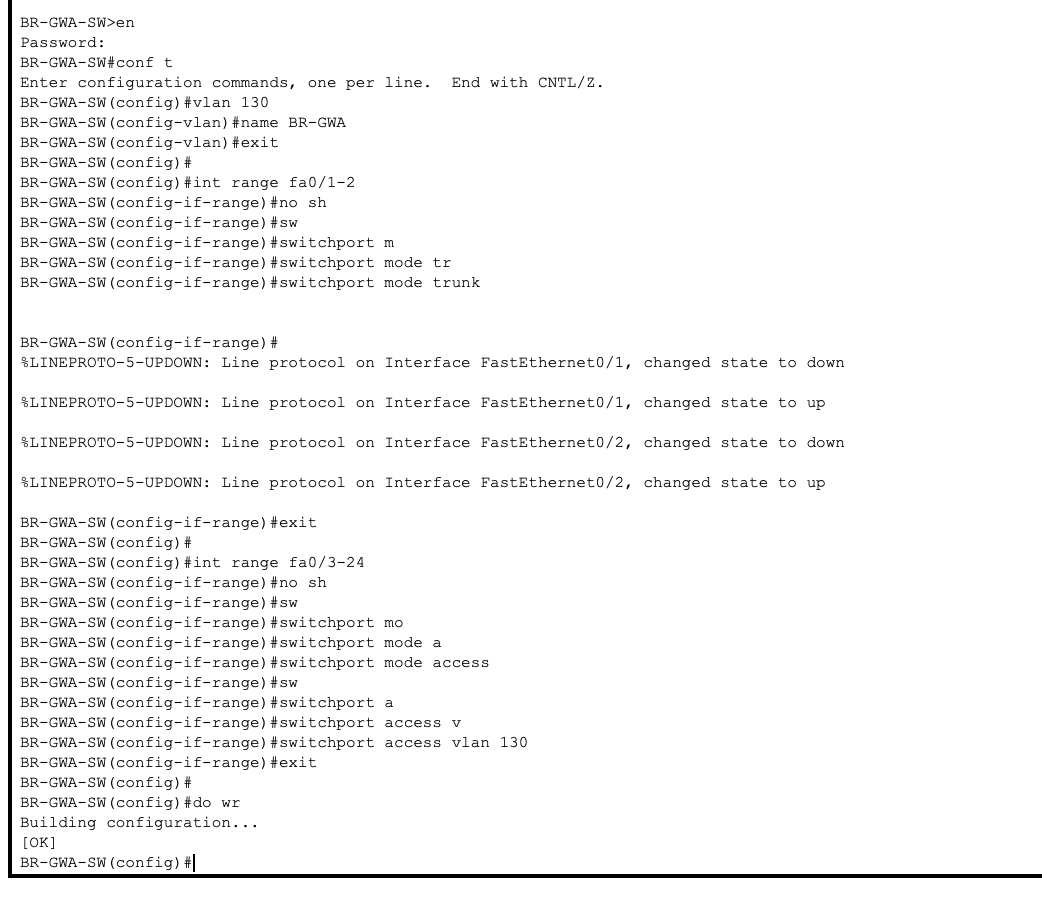 BR-GWA-SW>en
Password:
BR-GWA-SW#conf t
Enter configuration commands, one per line.  End with CNTL/Z.
BR-GWA-SW(config)#vlan 130
BR-GWA-SW(config-vlan)#name BR-GWA
BR-GWA-SW(config-vlan)#exit
BR-GWA-SW(config)#
BR-GWA-SW(config)#int range fa0/1-2
BR-GWA-SW(config-if-range)#no sh
BR-GWA-SW(config-if-range)#sw
BR-GWA-SW(config-if-range)#switchport m
BR-GWA-SW(config-if-range)#switchport mode tr
BR-GWA-SW(config-if-range)#switchport mode trunk
BR-GWA-SW(config-if-range)#
%LINEPROTO-5-UPDOWN: Line protocol on Interface FastEthernet0/1, changed state to down
%LINEPROTO-5-UPDOWN: Line protocol on Interface FastEthernet0/1, changed state to up
%LINEPROTO-5-UPDOWN: Line protocol on Interface FastEthernet0/2, changed state to down
%LINEPROTO-5-UPDOWN: Line protocol on Interface FastEthernet0/2, changed state to up
BR-GWA-SW(config-if-range)#exit
BR-GWA-SW(config)#
BR-GWA-SW(config)#int range fa0/3-24
BR-GWA-SW(config-if-range)#no sh
BR-GWA-SW(config-if-range)#sw
BR-GWA-SW(config-if-range)#switchport mo
BR-GWA-SW(config-if-range)#switchport mode a
BR-GWA-SW(config-if-range)#switchport mode access
BR-GWA-SW(config-if-range)#sw
BR-GWA-SW(config-if-range)#switchport a
BR-GWA-SW(config-if-range)#switchport access v
BR-GWA-SW(config-if-range)#switchport access vlan 130
BR-GWA-SW(config-if-range)#exit
BR-GWA-SW(config)#
BR-GWA-SW(config)#do wr
Building configuration...
[OK]
BR-GWA-SW(config)#